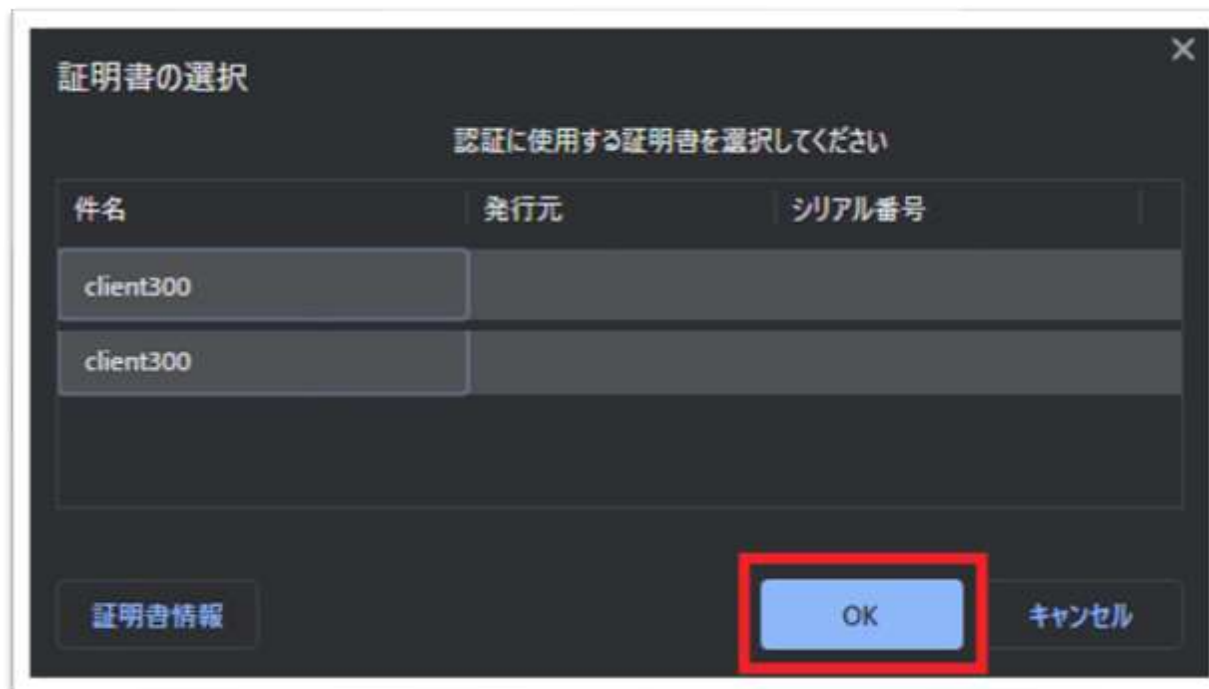 証明書の選択
認証に使用する証明書を選択してください
件名 発行元 シリアル番号
client300
client300
証明書情報 OK キャンセル